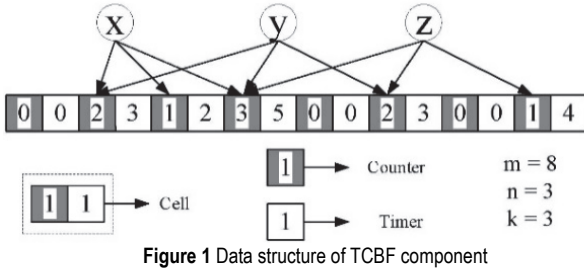 X Y Z
0 0 2 3 1 2 3 5 0 0 2 3 0 0 1 4
1 Counter m = 8
1 1 Cell n = 3
1 Timer k = 3
Figure 1 Data structure of TCBF component